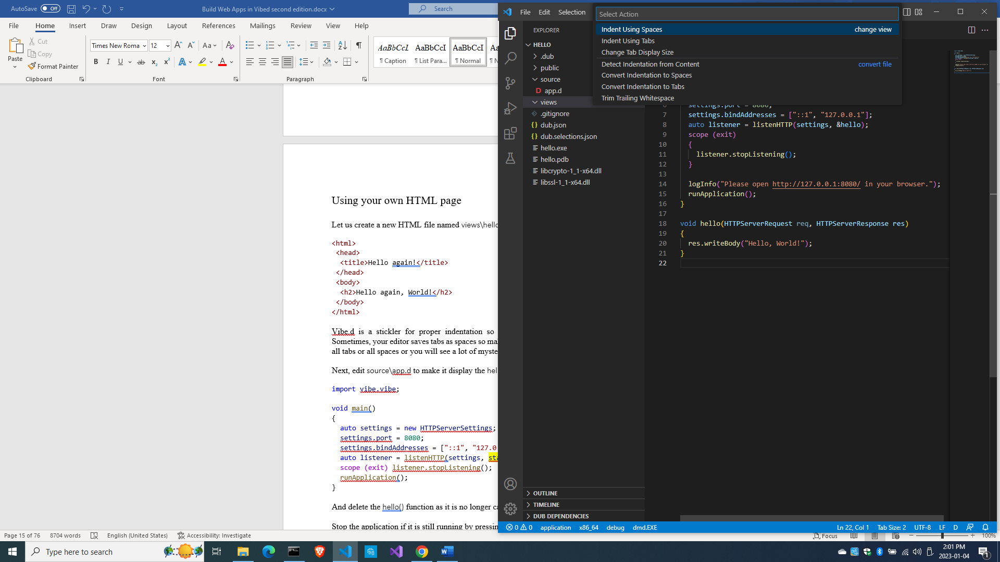 AutoSave Off Build Web Apps in Vibed second edition.docx Search
File Home Insert Draw Design Layout References Mailings Review View Help
Paste
Cut
Copy
Format Painter
Clipboard
Times New Roma 12
Font
Paragraph
AaBbCcI AaBbCcI AaBbCcI
¶ Caption ¶ List Para... ¶ Normal
Using your own HTML page
Let us create a new HTML file named views\hello
<html>
<head>
<title>Hello again!</title>
</head>
<body>
<h2>Hello again, World!</h2>
</body>
</html>
Vibe.d is a stickler for proper indentation so
Sometimes, your editor saves tabs as spaces so
all tabs or all spaces or you will see a lot of
Next, edit source\app.d to make it display the
import vibe.vibe;
void main()
{
auto settings = new HTTPServerSettings;
settings.port = 8080;
settings.bindAddresses = ["::1", "127.0
auto listener = listenHTTP(settings,
scope (exit) listener.stopListening();
runApplication();
}
And delete the hello() function as it is no longer
Stop the application if it is still running by
Page 15 of 76 8704 words English (United States) Accessibility: Investigate
Focus 100%
File Edit Selection
Select Action
Indent Using Spaces change view
Indent Using Tabs
Change Tab Display Size
Detect Indentation from Content convert file
Convert Indentation to Spaces
Convert Indentation to Tabs
Trim Trailing Whitespace
EXPLORER
HELLO
.dub
public
source
D app.d
views
.gitignore
{} dub.json
{} dub.selections.json
hello.exe
hello.pdb
libcrypto-1_1-x64.dll
libssl-1_1-x64.dll
OUTLINE
TIMELINE
DUB DEPENDENCIES
6 settings.port = 8080;
7 settings.bindAddresses = ["::1", "127.0.0.1"];
8 auto listener = listenHTTP(settings, &hello);
9 scope (exit)
10 {
11 listener.stopListening();
12 }
13
14 logInfo("Please open http://127.0.0.1:8080/ in your browser.");
15 runApplication();
16 }
17
18 void hello(HTTPServerRequest req, HTTPServerResponse res)
19 {
20 res.writeBody("Hello, World!");
21 }
22
0 0 application x86_64 debug dmd.EXE Ln 22, Col 1 Tab Size: 2 UTF-8 LF D
Type here to search
2:01 PM
2023-01-04
1